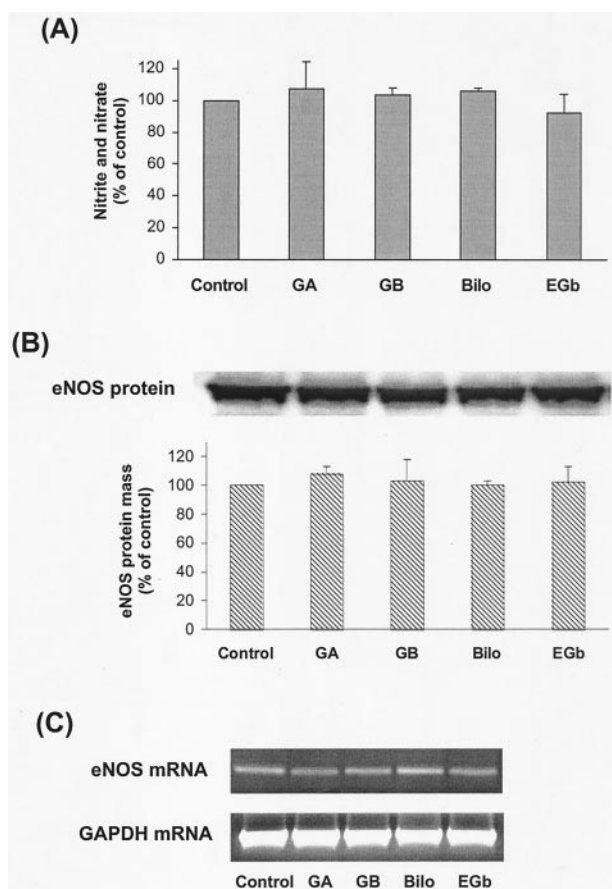 (A)
Nitrite and nitrate
(% of control)
120
100
80
60
40
20
0
Control GA GB Bilo EGb
(B)
eNOS protein
eNOS protein mass
(% of control)
120
100
80
60
40
20
0
Control GA GB Bilo EGb
(C)
eNOS mRNA
GAPDH mRNA
Control GA GB Bilo EGb